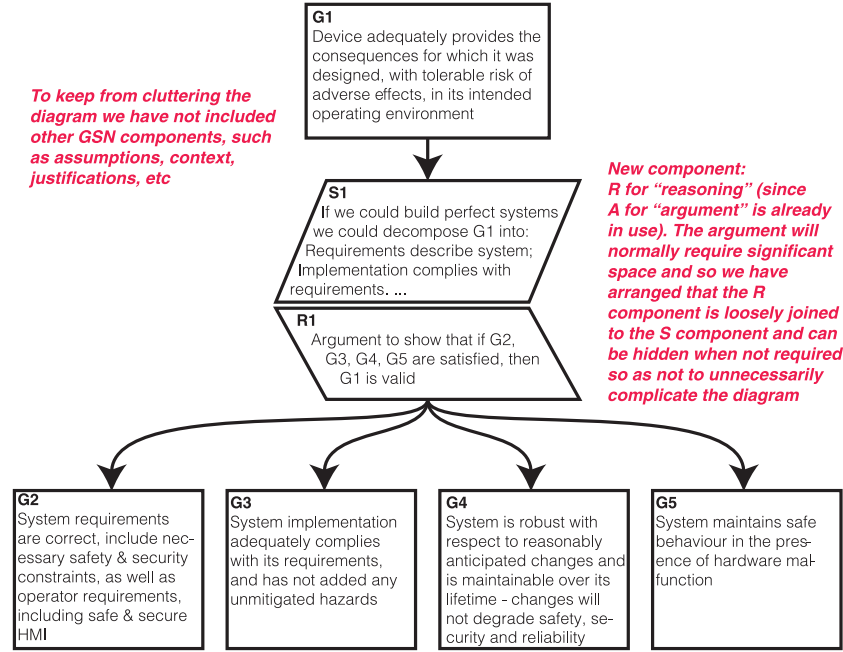 G1
Device adequately provides the
consequences for which it was
designed, with tolerable risk of
adverse effects, in its intended
operating environment
To keep from cluttering the
diagram we have not included
other GSN components, such
as assumptions, context,
justifications, etc
S1
If we could build perfect systems
we could decompose G1 into:
Requirements describe system;
Implementation complies with
requirements. ...
New component:
R for “reasoning” (since
A for “argument” is already
in use). The argument will
normally require significant
space and so we have
arranged that the R
component is loosely joined
to the S component and can
be hidden when not required
so as not to unnecessarily
complicate the diagram
R1
Argument to show that if G2,
G3, G4, G5 are satisfied, then
G1 is valid
G2
System requirements
are correct, include nec-
essary safety & security
constraints, as well as
operator requirements,
including safe & secure
HMI
G3
System implementation
adequately complies
with its requirements,
and has not added any
unmitigated hazards
G4
System is robust with
respect to reasonably
anticipated changes and
is maintainable over its
lifetime - changes will
not degrade safety, se-
curity and reliability
G5
System maintains safe
behaviour in the pres-
ence of hardware mal-
function